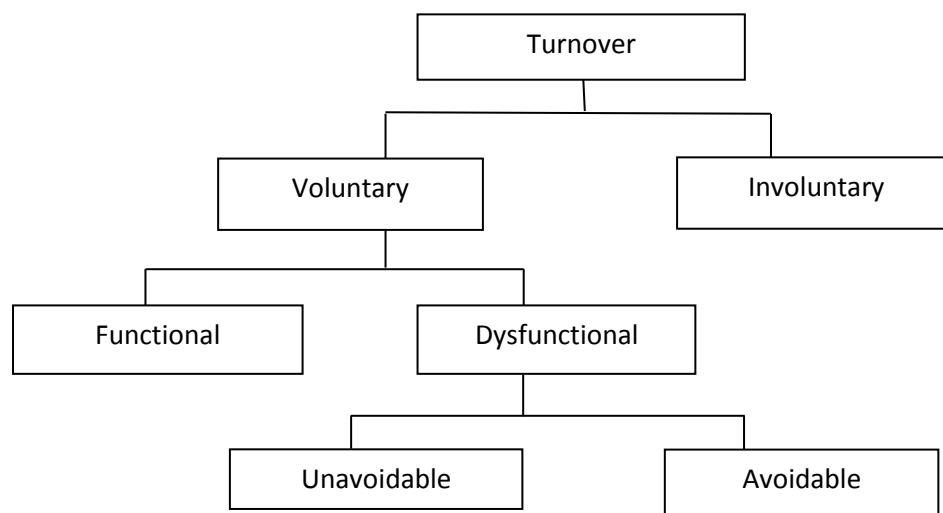 Turnover
Voluntary
Involuntary
Functional
Dysfunctional
Unavoidable
Avoidable